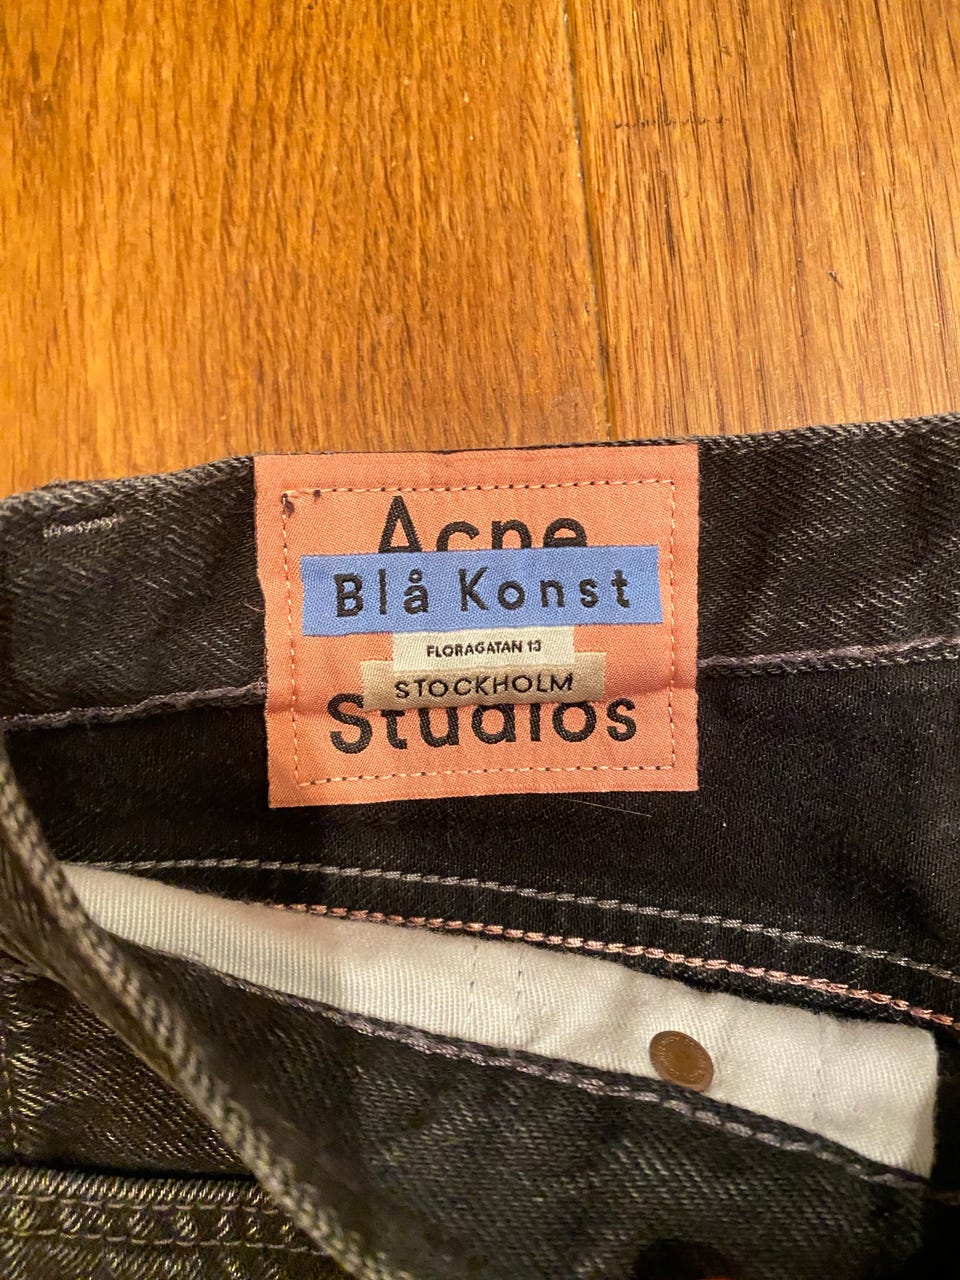 Acne
Blå Konst
FLORAGATAN 13
STOCKHOLM
Studios